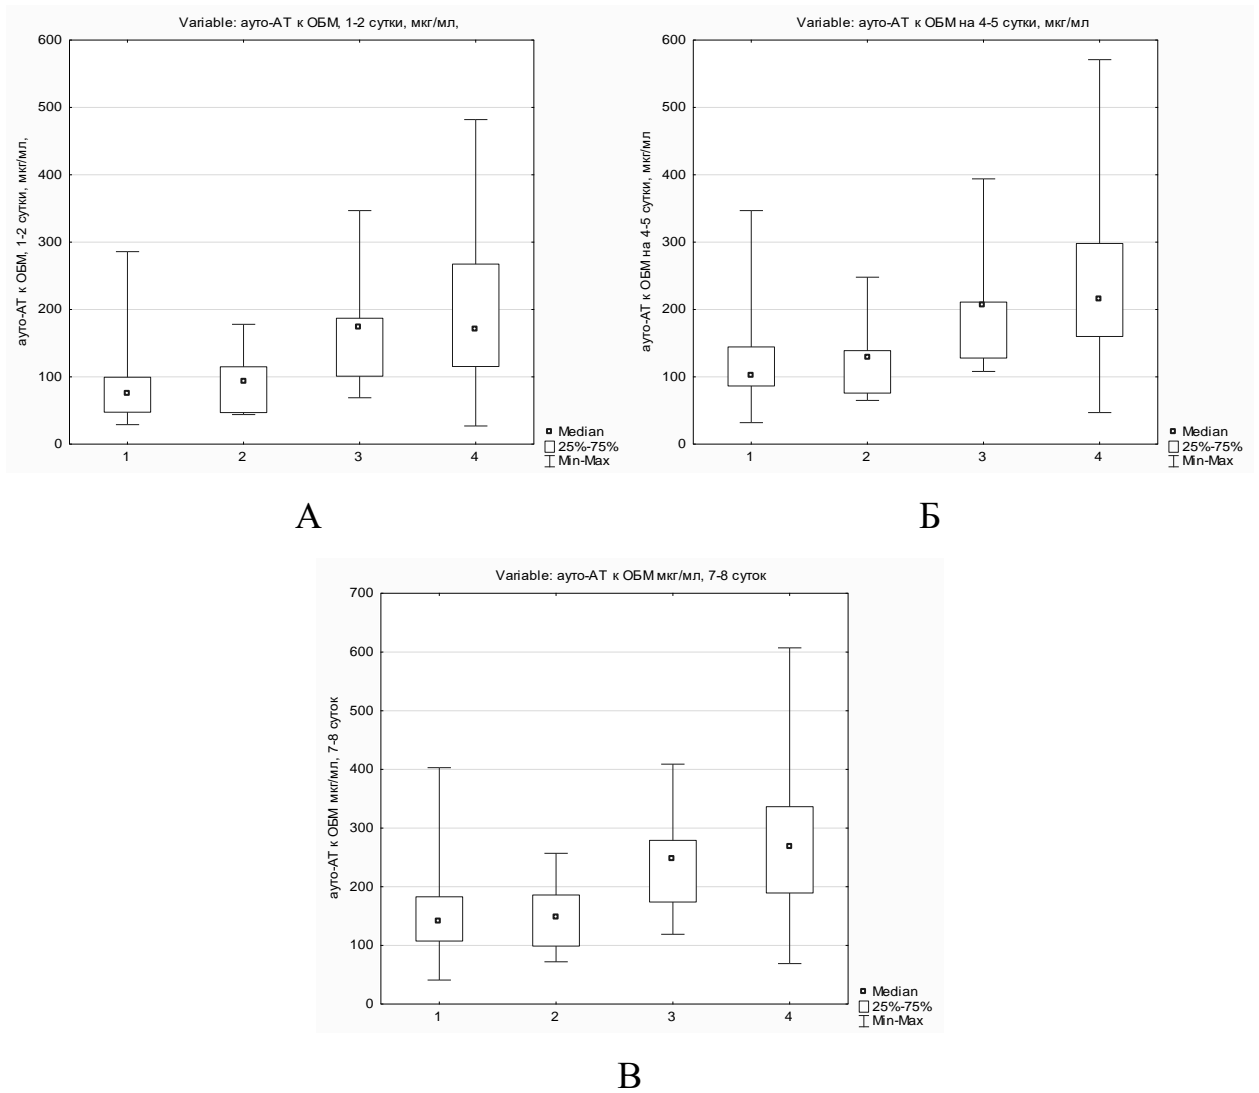 Variable: ауто-АТ к ОБМ, 1-2 сутки, мкг/мл,
600
500
400
300
200
100
0
ауто-АТ к ОБМ, 1-2 сутки, мкг/мл,
1 2 3 4
Median
25%-75%
Min-Max
А
Variable: ауто-АТ к ОБМ на 4-5 сутки, мкг/мл
600
500
400
300
200
100
0
ауто-АТ к ОБМ на 4-5 сутки, мкг/мл
1 2 3 4
Median
25%-75%
Min-Max
Б
Variable: ауто-АТ к ОБМ мкг/мл, 7-8 суток
700
600
500
400
300
200
100
0
ауто-АТ к ОБМ мкг/мл, 7-8 суток
1 2 3 4
Median
25%-75%
Min-Max
В